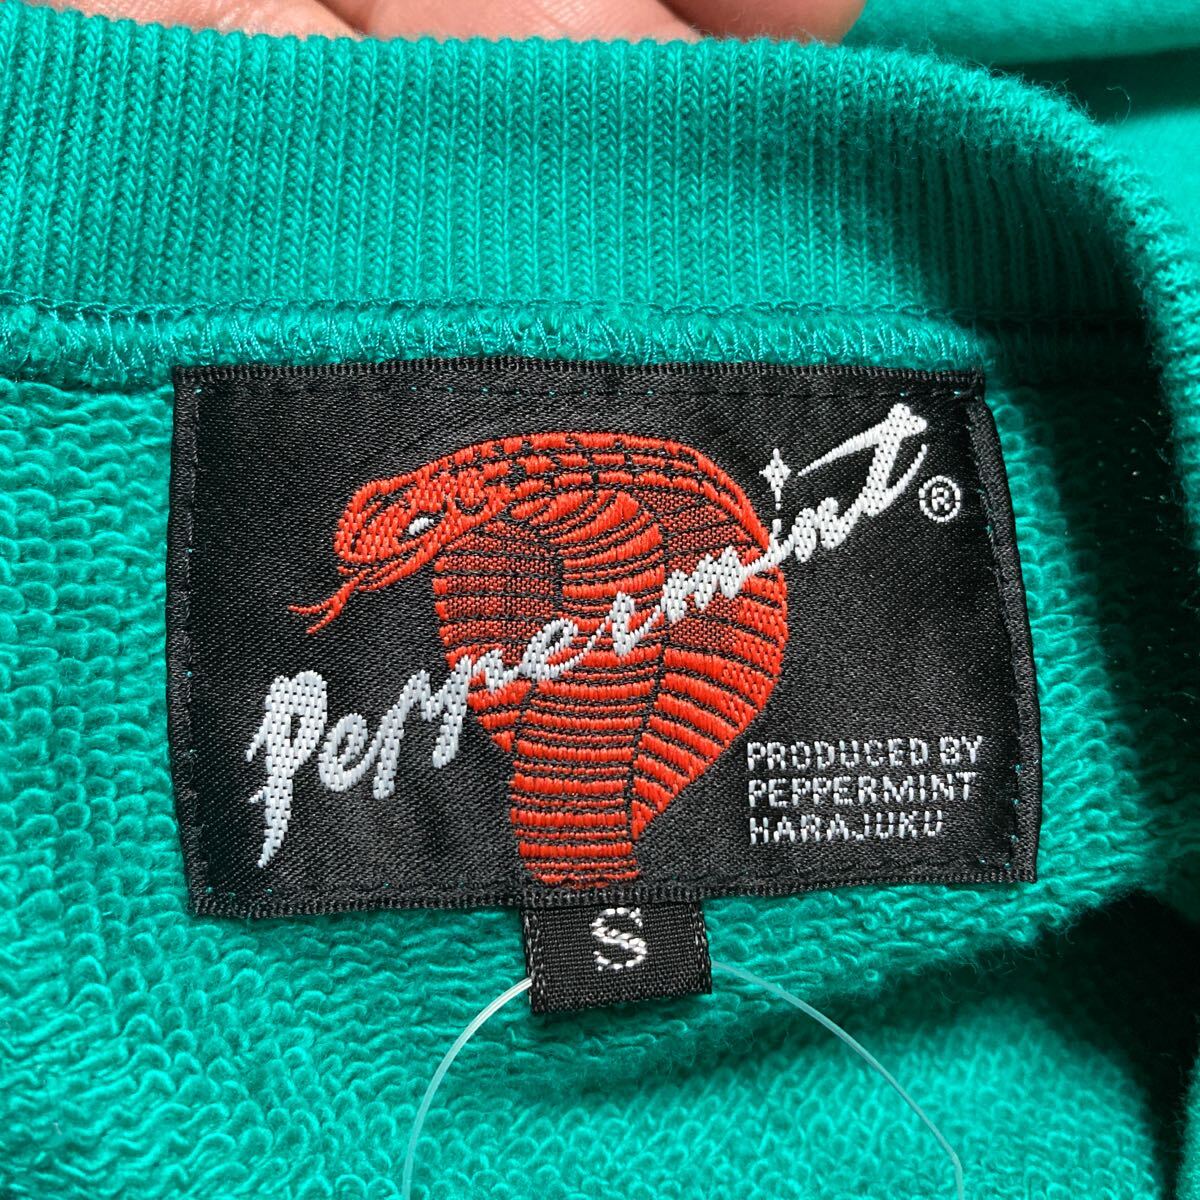 Peppermint®
PRODUCED BY
PEPPERMINT
HARAJUKU
S